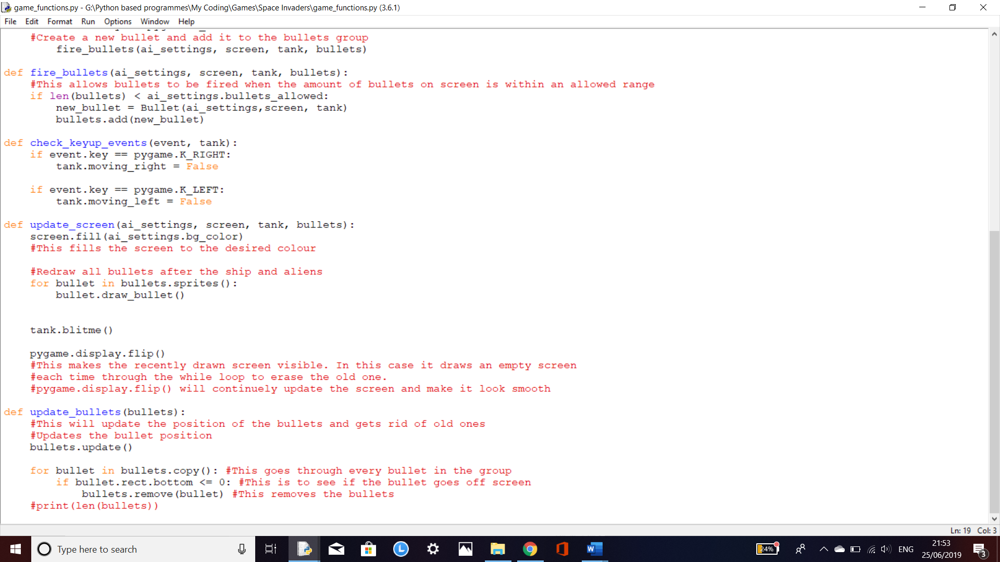 game_functions.py - G:\Python based programmes\My Coding\Games\Space Invaders\game_functions.py (3.6.1)
File Edit Format Run Options Window Help
#Create a new bullet and add it to the bullets group
fire_bullets(ai_settings, screen, tank, bullets)
def fire_bullets(ai_settings, screen, tank, bullets):
#This allows bullets to be fired when the amount of bullets on screen is within an allowed range
if len(bullets) < ai_settings.bullets_allowed:
new_bullet = Bullet(ai_settings,screen, tank)
bullets.add(new_bullet)
def check_keyup_events(event, tank):
if event.key == pygame.K_RIGHT:
tank.moving_right = False
if event.key == pygame.K_LEFT:
tank.moving_left = False
def update_screen(ai_settings, screen, tank, bullets):
screen.fill(ai_settings.bg_color)
#This fills the screen to the desired colour
#Redraw all bullets after the ship and aliens
for bullet in bullets.sprites():
bullet.draw_bullet()
tank.blitme()
pygame.display.flip()
#This makes the recently drawn screen visible. In this case it draws an empty screen
#each time through the while loop to erase the old one.
#pygame.display.flip() will continuely update the screen and make it look smooth
def update_bullets(bullets):
#This will update the position of the bullets and gets rid of old ones
#Updates the bullet position
bullets.update()
for bullet in bullets.copy(): #This goes through every bullet in the group
if bullet.rect.bottom <= 0: #This is to see if the bullet goes off screen
bullets.remove(bullet) #This removes the bullets
#print(len(bullets))
Ln: 19 Col: 3
Type here to search
24%
ENG
21:53
25/06/2019
3